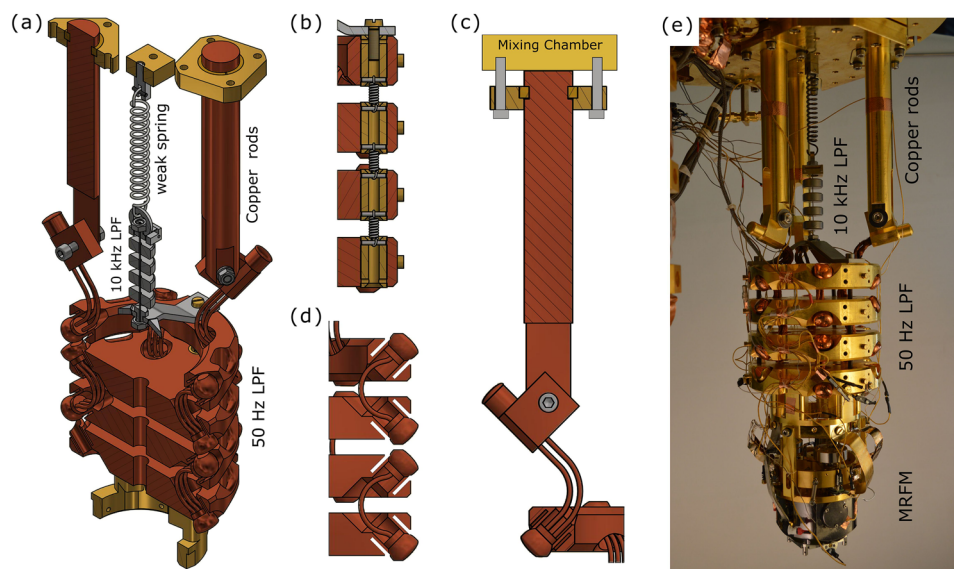 (a)
weak spring
Copper rods
10 kHz LPF
50 Hz LPF
(b)
(c)
Mixing Chamber
(d)
(e)
Copper rods
10 kHz LPF
50 Hz LPF
MRFM